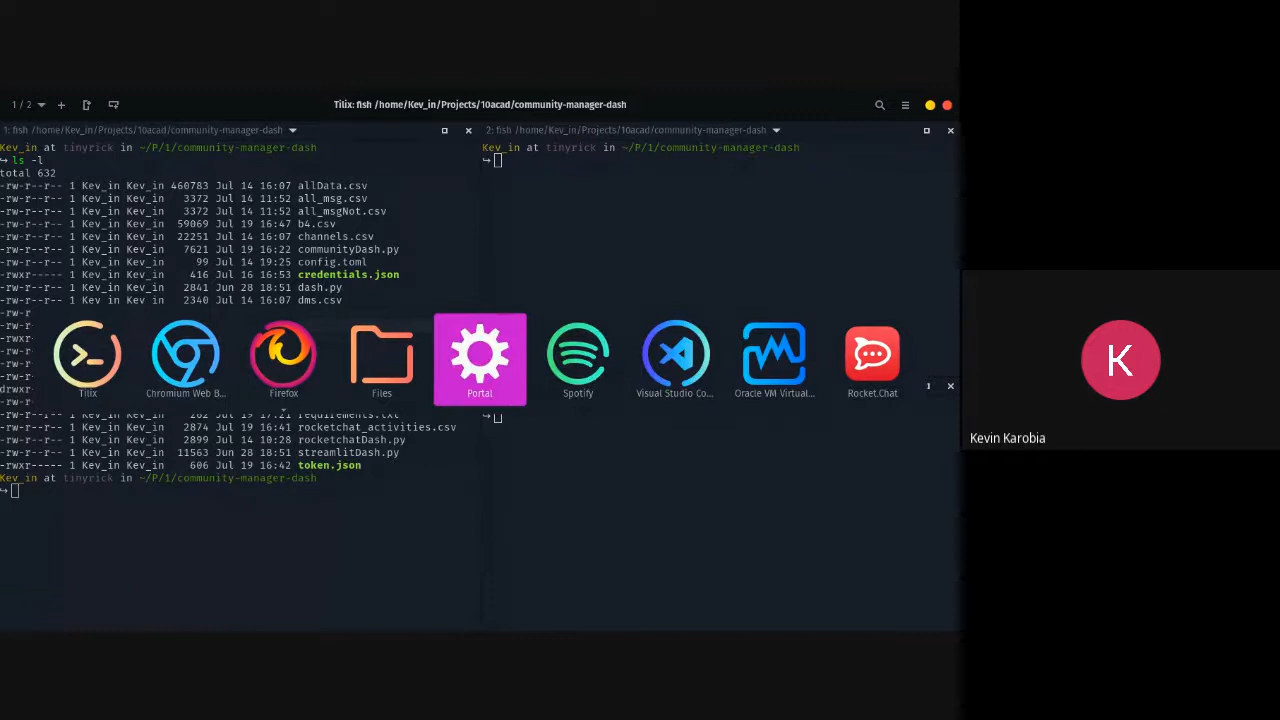 1 / 2
Tilix: fish /home/Kev_in/Projects/10acad/community-manager-dash
1: fish /home/Kev_in/Projects/10acad/community-manager-dash
2: fish /home/Kev_in/Projects/10acad/community-manager-dash
Kev_in at tinyrick in ~/P/1/community-manager-dash
Kev_in at tinyrick in ~/P/1/community-manager-dash
↪ ls -l
↪
total 632
-rw-r--r-- 1 Kev_in Kev_in 460783 Jul 14 16:07 allData.csv
-rw-r--r-- 1 Kev_in Kev_in 3372 Jul 14 11:52 all_msg.csv
-rw-r--r-- 1 Kev_in Kev_in 3372 Jul 14 11:52 all_msgNot.csv
-rw-r--r-- 1 Kev_in Kev_in 59069 Jul 19 16:47 b4.csv
-rw-r--r-- 1 Kev_in Kev_in 22251 Jul 14 16:07 channels.csv
-rw-r--r-- 1 Kev_in Kev_in 7621 Jul 19 16:22 communityDash.py
-rw-r--r-- 1 Kev_in Kev_in 99 Jul 14 19:25 config.toml
-rwxr----- 1 Kev_in Kev_in 416 Jul 16 16:53 credentials.json
-rw-r--r-- 1 Kev_in Kev_in 2841 Jun 28 18:51 dash.py
-rw-r--r-- 1 Kev_in Kev_in 2340 Jul 14 16:07 dms.csv
-rw-r
-rw-r
-rwxr
-rw-r
-rw-r
-rw-r
drwxr
-rw-r
Tilix
Chromium Web B...
Firefox
Files
Portal
Spotify
Visual Studio Co...
Oracle VM Virtual...
Rocket.Chat
K
Kevin Karobia
↪
-rw-r--r-- 1 Kev_in Kev_in 2874 Jul 19 16:41 rocketchat_activities.csv
-rw-r--r-- 1 Kev_in Kev_in 2899 Jul 14 10:28 rocketchatDash.py
-rw-r--r-- 1 Kev_in Kev_in 11563 Jun 28 18:51 streamlitDash.py
-rwxr----- 1 Kev_in Kev_in 606 Jul 19 16:42 token.json
Kev_in at tinyrick in ~/P/1/community-manager-dash
↪